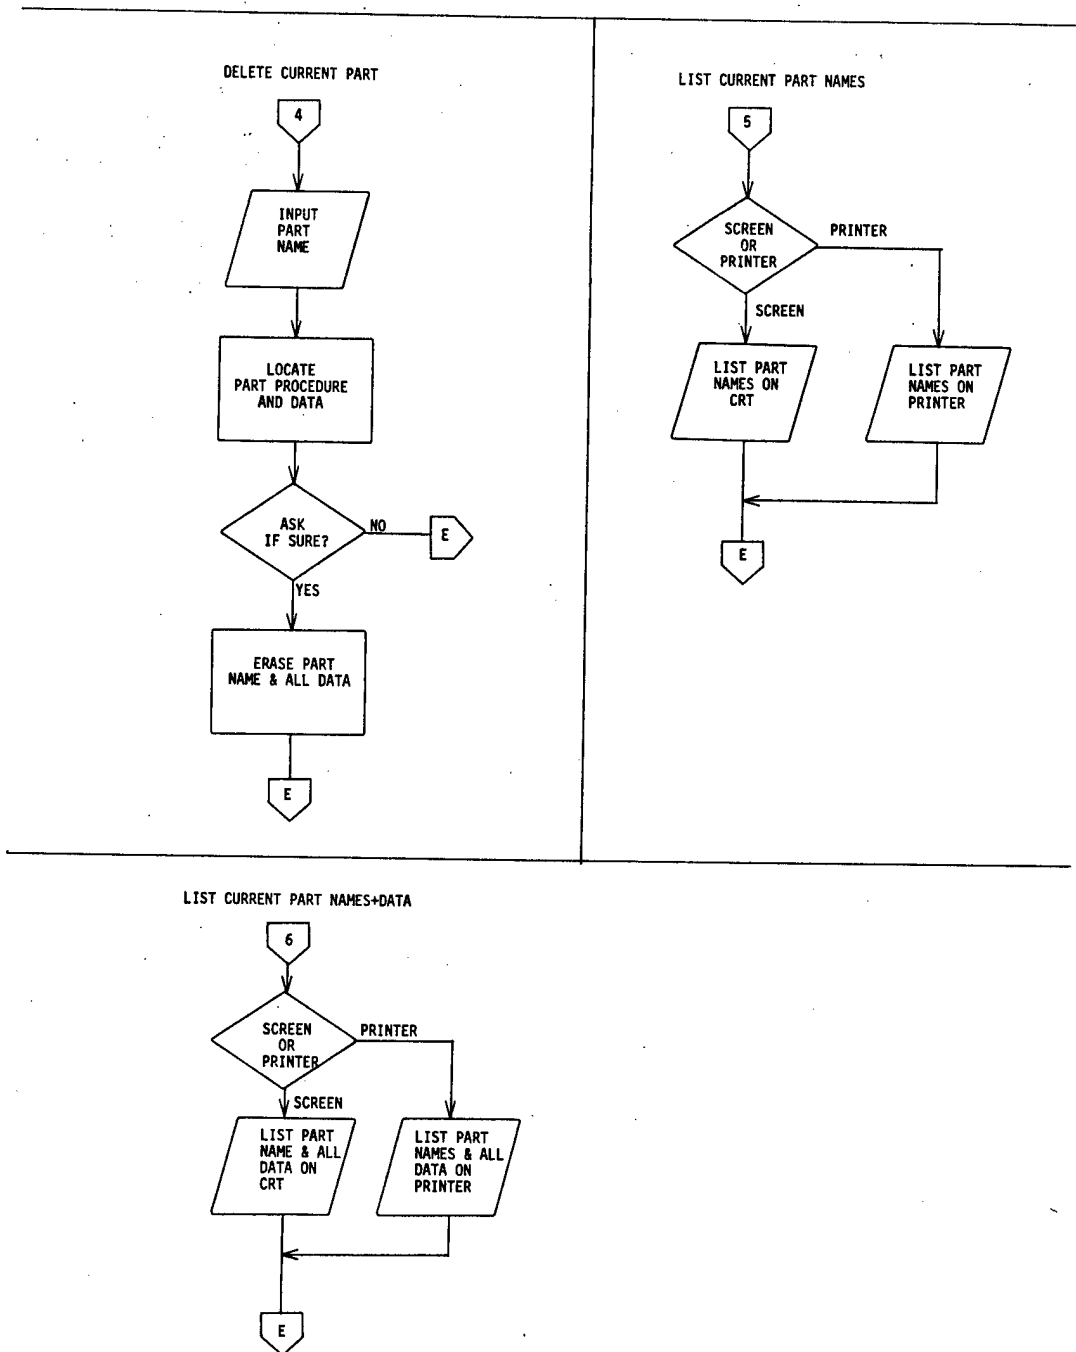 DELETE CURRENT PART
4
INPUT
PART
NAME
LOCATE
PART PROCEDURE
AND DATA
ASK
IF SURE?
NO
E
YES
ERASE PART
NAME & ALL DATA
E
LIST CURRENT PART NAMES
5
SCREEN
OR
PRINTER
PRINTER
SCREEN
LIST PART
NAMES ON
CRT
LIST PART
NAMES ON
PRINTER
E
LIST CURRENT PART NAMES+DATA
6
SCREEN
OR
PRINTER
PRINTER
SCREEN
LIST PART
NAME & ALL
DATA ON
CRT
LIST PART
NAMES & ALL
DATA ON
PRINTER
E